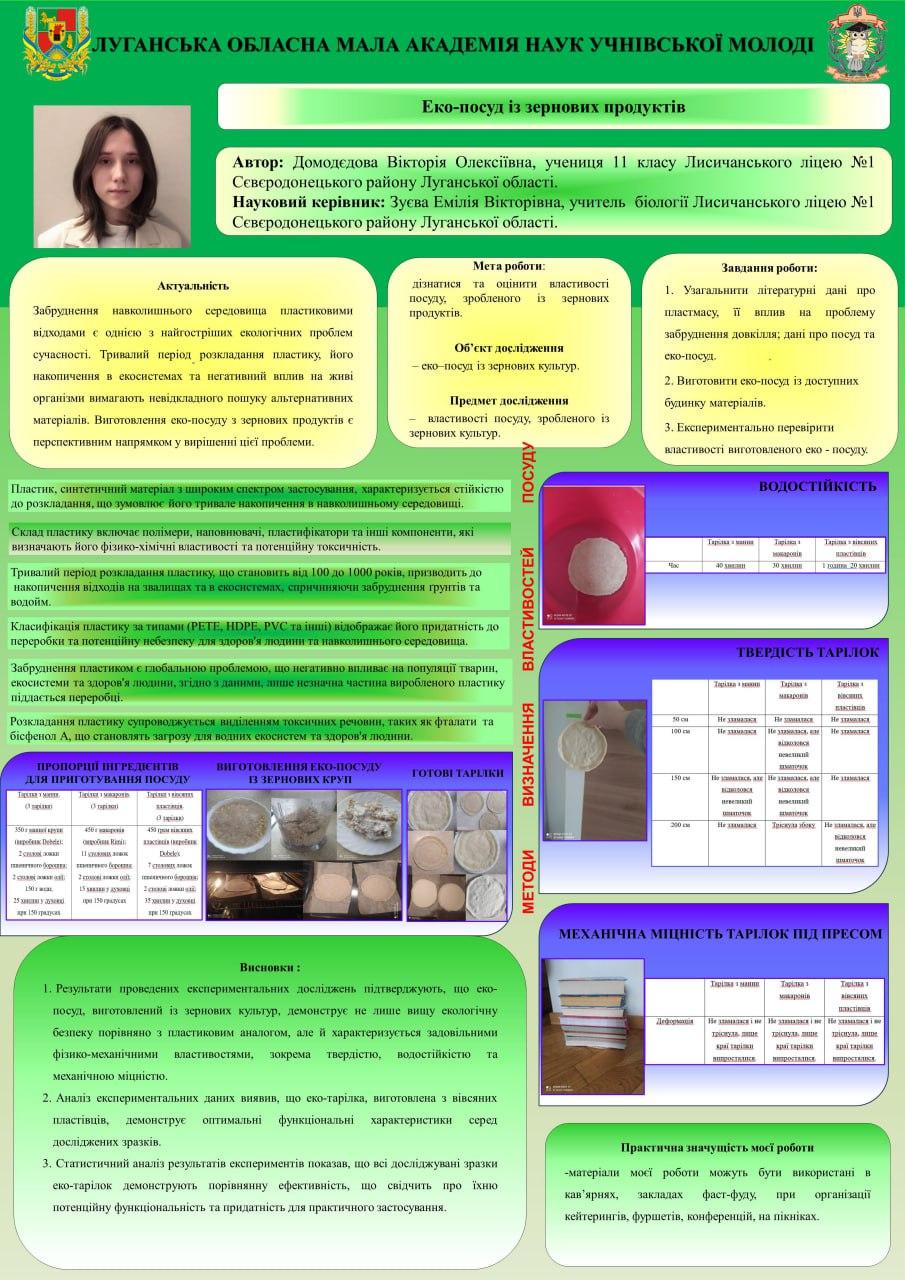 ЛУГАНСЬКА ОБЛАСНА МАЛА АКАДЕМІЯ НАУК УЧНІВСЬКОЇ МОЛОДІ
Еко-посуд із зернових продуктів
Автор: Домодєдова Вікторія Олексіївна, учениця 11 класу Лисичанського ліцею №1
Сєвєродонецького району Луганської області.
Науковий керівник: Зуєва Емілія Вікторівна, учитель біології Лисичанського ліцею №1
Сєвєродонецького району Луганської області.
Актуальність
Забруднення навколишнього середовища пластиковими
відходами є однією з найгостріших екологічних проблем
сучасності. Тривалий період розкладання пластику, його
накопичення в екосистемах та негативний вплив на живі
організми вимагають невідкладного пошуку альтернативних
матеріалів. Виготовлення еко-посуду з зернових продуктів є
перспективним напрямком у вирішенні цієї проблеми.
Мета роботи:
дізнатися та оцінити властивості
посуду, зробленого із зернових
продуктів.
Об’єкт дослідження
– еко–посуд із зернових культур.
Предмет дослідження
– властивості посуду, зробленого із
зернових культур.
Завдання роботи:
1. Узагальнити літературні дані про
пластмасу, її вплив на проблему
забруднення довкілля; дані про посуд та
еко-посуд.
2. Виготовити еко-посуд із доступних
будинку матеріалів.
3. Експериментально перевірити
властивості виготовленого еко - посуду.
Пластик, синтетичний матеріал з широким спектром застосування, характеризується стійкістю
до розкладання, що зумовлює його тривале накопичення в навколишньому середовищі.
Склад пластику включає полімери, наповнювачі, пластифікатори та інші компоненти, які
визначають його фізико-хімічні властивості та потенційну токсичність.
Тривалий період розкладання пластику, що становить від 100 до 1000 років, призводить до
накопичення відходів на звалищах та в екосистемах, спричиняючи забруднення ґрунтів та
водойм.
Класифікація пластику за типами (PETE, HDPE, PVC та інші) відображає його придатність до
переробки та потенційну небезпеку для здоров'я людини та навколишнього середовища.
Забруднення пластиком є глобальною проблемою, що негативно впливає на популяції тварин,
екосистеми та здоров'я людини, згідно з даними, лише незначна частина виробленого пластику
піддається переробці.
Розкладання пластику супроводжується виділенням токсичних речовин, таких як фталати та
бісфенол А, що становлять загрозу для водних екосистем та здоров'я людини.
ПРОПОРЦІЇ ІНГРЕДІЄНТІВ
ДЛЯ ПРИГОТУВАННЯ ПОСУДУ
Тарілка з манни. Тарілка з макаронів. Тарілка з вівсяних
(3 тарілки) (3 тарілки) пластівців.
(3 тарілки)
350 г манної крупи 450 г макаронів 450 грам вівсяних
(виробник Dobele); (виробник Rimi); пластівців (виробник
2 столові ложки 11 столових ложок Dobele);
пшеничного борошна; пшеничного борошна; 7 столових ложок
2 столові ложки олії; 2 столові ложки олії; пшеничного борошна;
150 г води. 15 хвилин у духовці 2 столові ложки олії;
25 хвилин у духовці при 150 градусах 35 хвилин у духовці
при 150 градусах при 150 градусах
ВИГОТОВЛЕННЯ ЕКО-ПОСУДУ
ІЗ ЗЕРНОВИХ КРУП
ГОТОВІ ТАРІЛКИ
МЕТОДИ ВИЗНАЧЕННЯ ВЛАСТИВОСТЕЙ ПОСУДУ
ВОДОСТІЙКІСТЬ
Тарілка з манни Тарілка з Тарілка з вівсяних
макаронів пластівців
Час 40 хвилин 30 хвилин 1 година 20 хвилин
ТВЕРДІСТЬ ТАРІЛОК
Тарілка з манни Тарілка з Тарілка з
макаронів вівсяних
пластівців
50 см Не зламалася Не зламалася Не зламалася
100 см Не зламалася Не зламалася, але Не зламалася
відколовся
невеликий
шматочок
150 см Не зламалася, але Не зламалася, але Не зламалася
відколовся відколовся
невеликий невеликий
шматочок шматочок
200 см Не зламалася Тріснула збоку Не зламалася, але
відколовся
невеликий
шматочок
МЕХАНІЧНА МІЦНІСТЬ ТАРІЛОК ПІД ПРЕСОМ
Тарілка з манни Тарілка з Тарілка з
макаронів вівсяних
пластівців
Деформація Не зламалася і не Не зламалася і не Не зламалася і не
тріснула, лише тріснула, лише тріснула, лише
краї тарілки краї тарілки краї тарілки
випросталися. випросталися. випросталися.
Висновки :
1. Результати проведених експериментальних досліджень підтверджують, що еко-
посуд, виготовлений із зернових культур, демонструє не лише вищу екологічну
безпеку порівняно з пластиковим аналогом, але й характеризується задовільними
фізико-механічними властивостями, зокрема твердістю, водостійкістю та
механічною міцністю.
2. Аналіз експериментальних даних виявив, що еко-тарілка, виготовлена з вівсяних
пластівців, демонструє оптимальні функціональні характеристики серед
досліджених зразків.
3. Статистичний аналіз результатів експериментів показав, що всі досліджувані зразки
еко-тарілок демонструють порівнянну ефективність, що свідчить про їхню
потенційну функціональність та придатність для практичного застосування.
Практична значущість моєї роботи
-матеріали моєї роботи можуть бути використані в
кав’ярнях, закладах фаст-фуду, при організації
кейтерингів, фуршетів, конференцій, на пікніках.